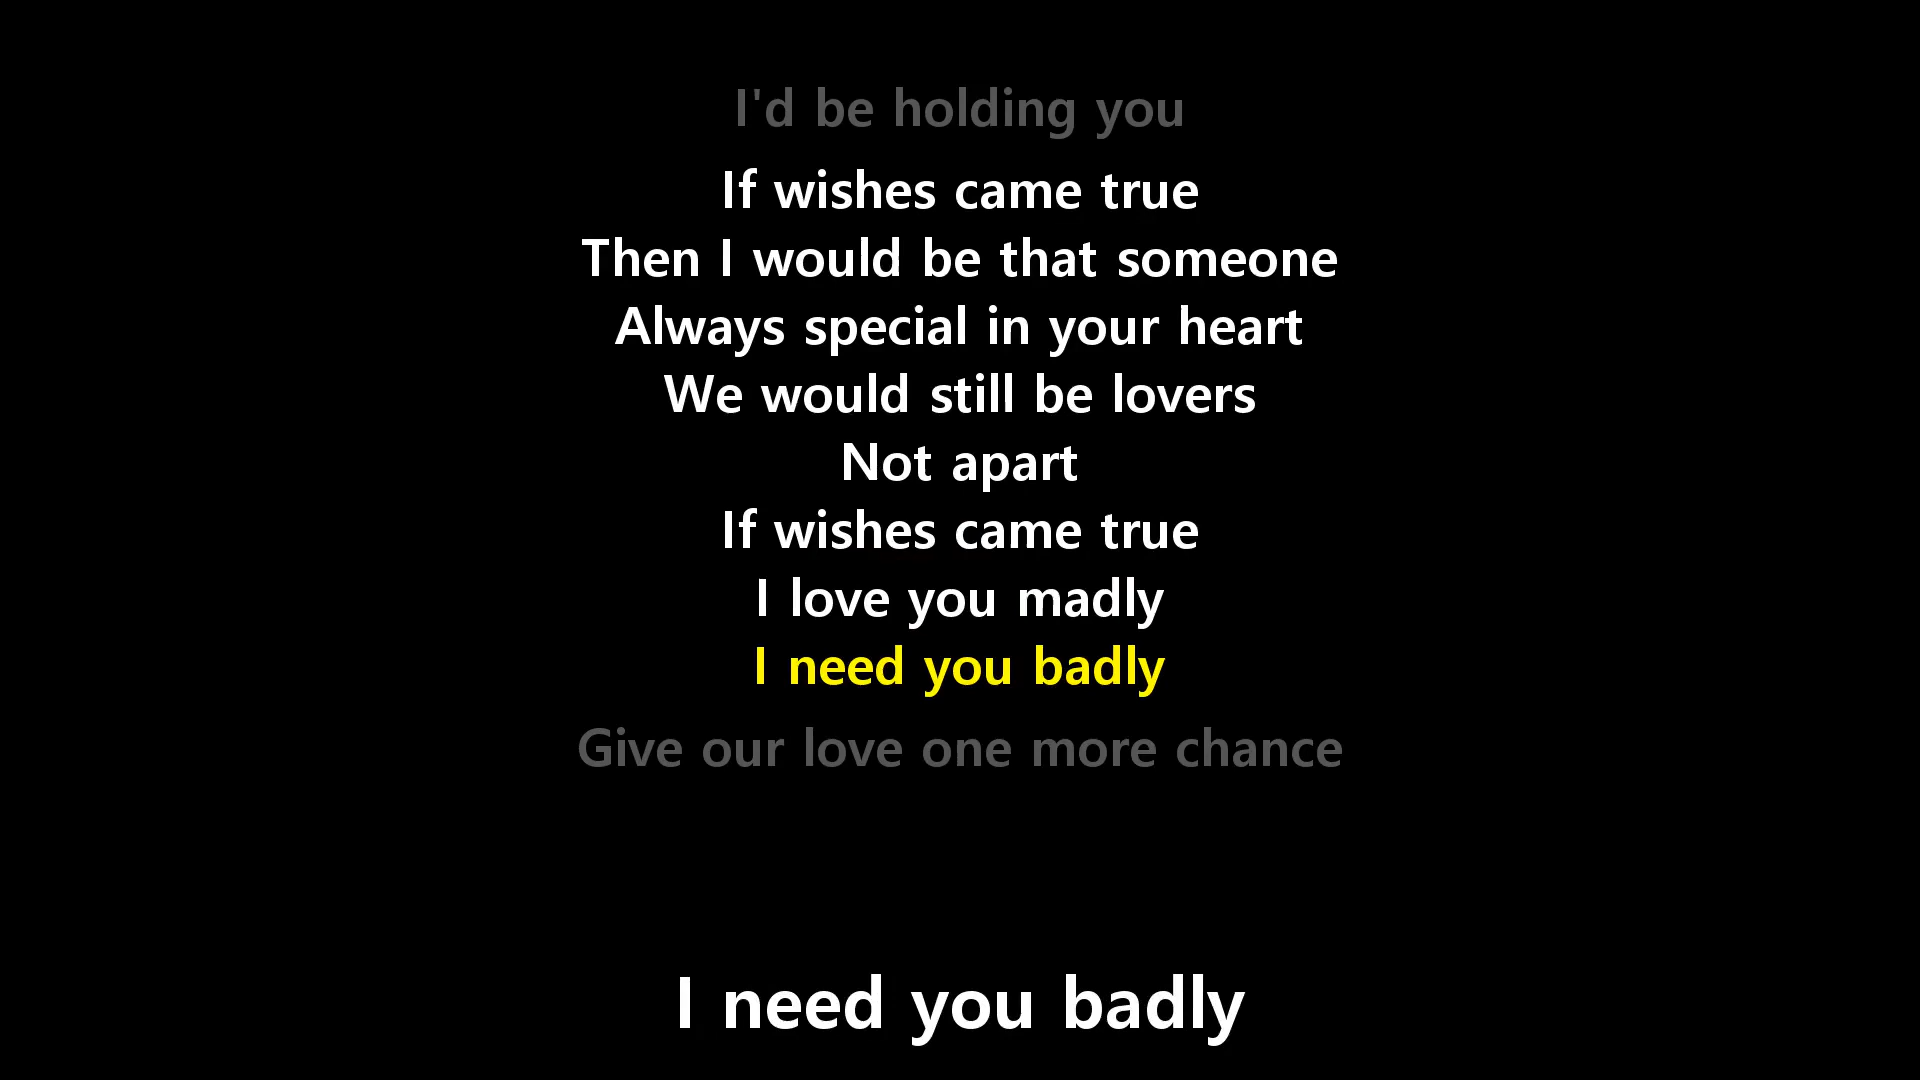 I'd be holding you
If wishes came true
Then I would be that someone
Always special in your heart
We would still be lovers
Not apart
If wishes came true
I love you madly
I need you badly
Give our love one more chance
I need you badly